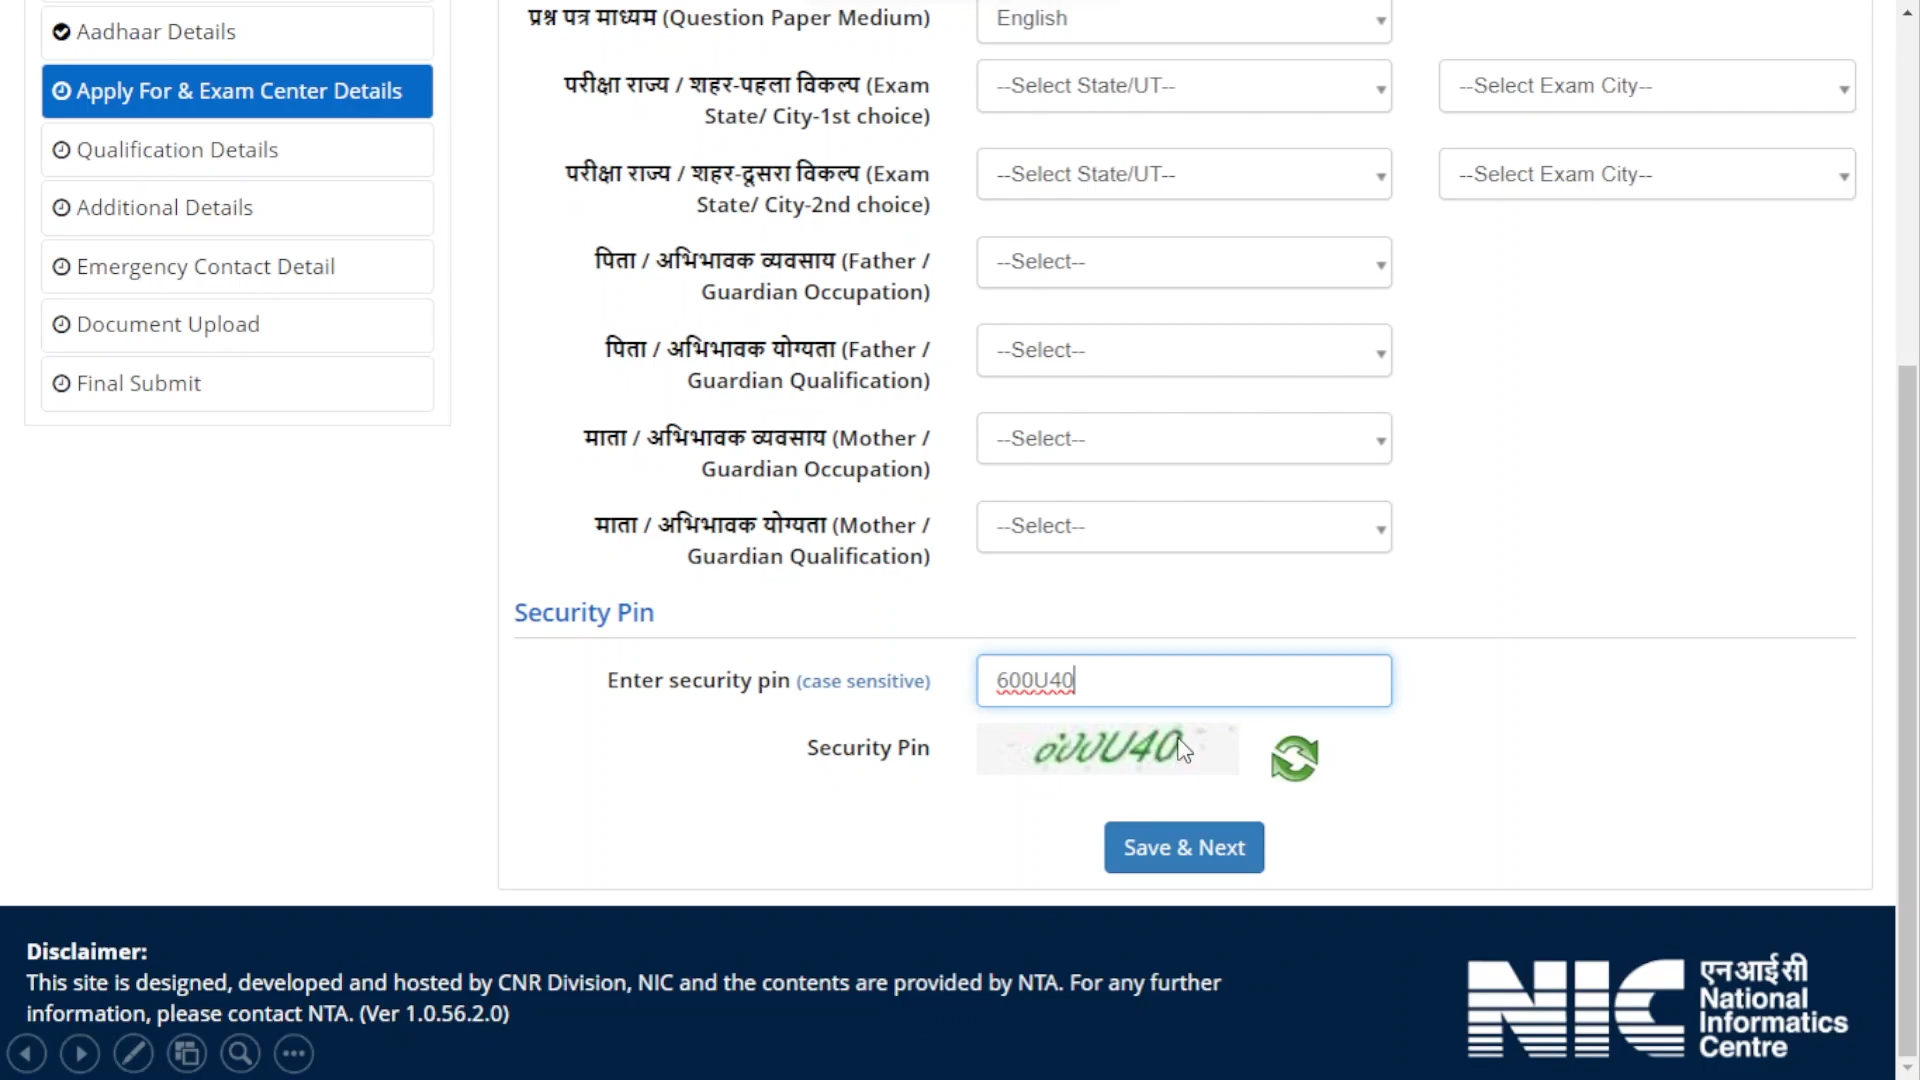 प्रश्न पत्र माध्यम (Question Paper Medium)
English
Aadhaar Details
Apply For & Exam Center Details
Qualification Details
Additional Details
Emergency Contact Detail
Document Upload
Final Submit
परीक्षा राज्य / शहर-पहला विकल्प (Exam
State/ City-1st choice)
--Select State/UT--
--Select Exam City--
परीक्षा राज्य / शहर-दूसरा विकल्प (Exam
State/ City-2nd choice)
--Select State/UT--
--Select Exam City--
पिता / अभिभावक व्यवसाय (Father /
Guardian Occupation)
--Select--
पिता / अभिभावक योग्यता (Father /
Guardian Qualification)
--Select--
माता / अभिभावक व्यवसाय (Mother /
Guardian Occupation)
--Select--
माता / अभिभावक योग्यता (Mother /
Guardian Qualification)
--Select--
Security Pin
Enter security pin (case sensitive)
600U40
Security Pin
Save & Next
Disclaimer:
This site is designed, developed and hosted by CNR Division, NIC and the contents are provided by NTA. For any further
information, please contact NTA. (Ver 1.0.56.2.0)
NIC
एनआईसी
National
Informatics
Centre